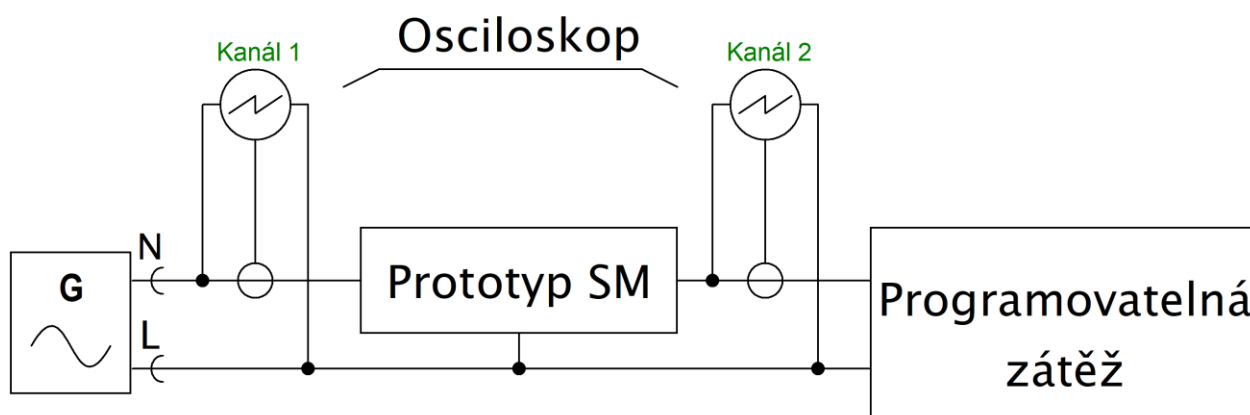 Osciloskop
Kanál 1
Kanál 2
N
G
L
Prototyp SM
Programovatelná
zátěž